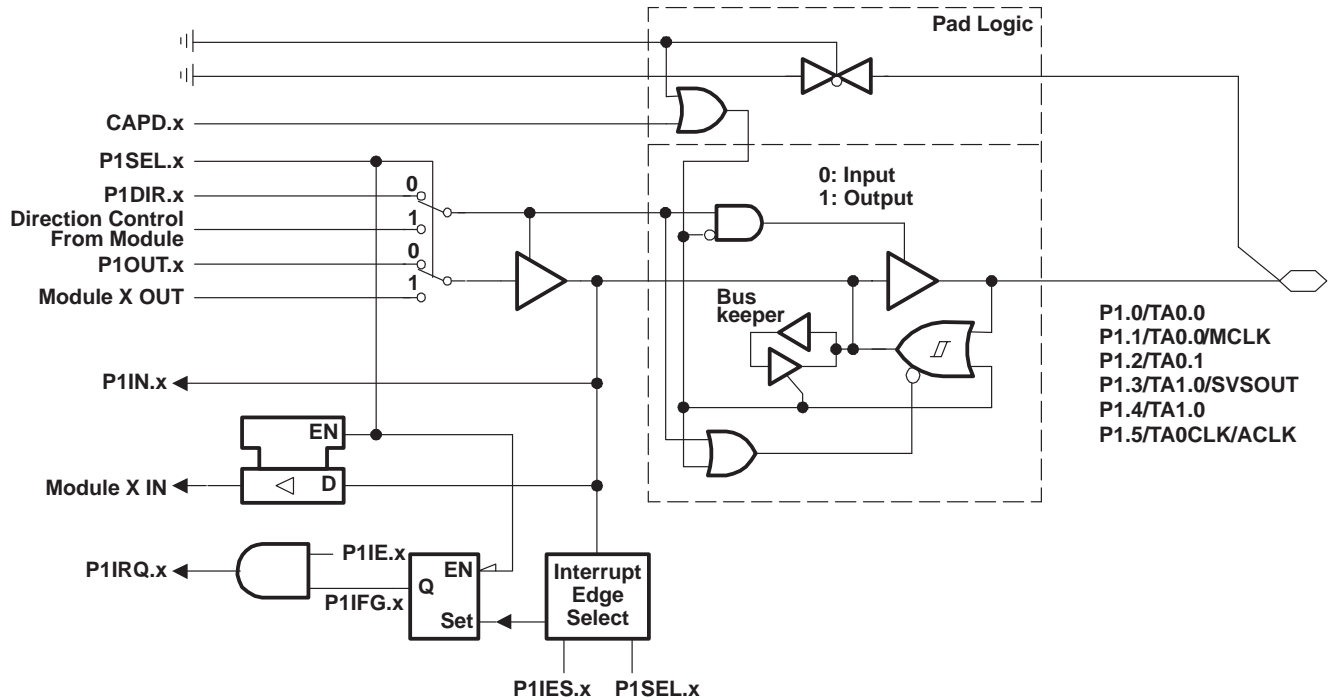 Pad Logic
CAPD.x
P1SEL.x
P1DIR.x
0
Direction Control
From Module
1
P1OUT.x
0
Module X OUT
1
0: Input
1: Output
Bus
keeper
P1.0/TA0.0
P1.1/TA0.0/MCLK
P1.2/TA0.1
P1.3/TA1.0/SVSOUT
P1.4/TA1.0
P1.5/TA0CLK/ACLK
P1IN.x
EN
Module X IN
D
P1IRQ.x
P1IE.x
P1IFG.x
EN
Q
Set
Interrupt
Edge
Select
P1IES.x P1SEL.x